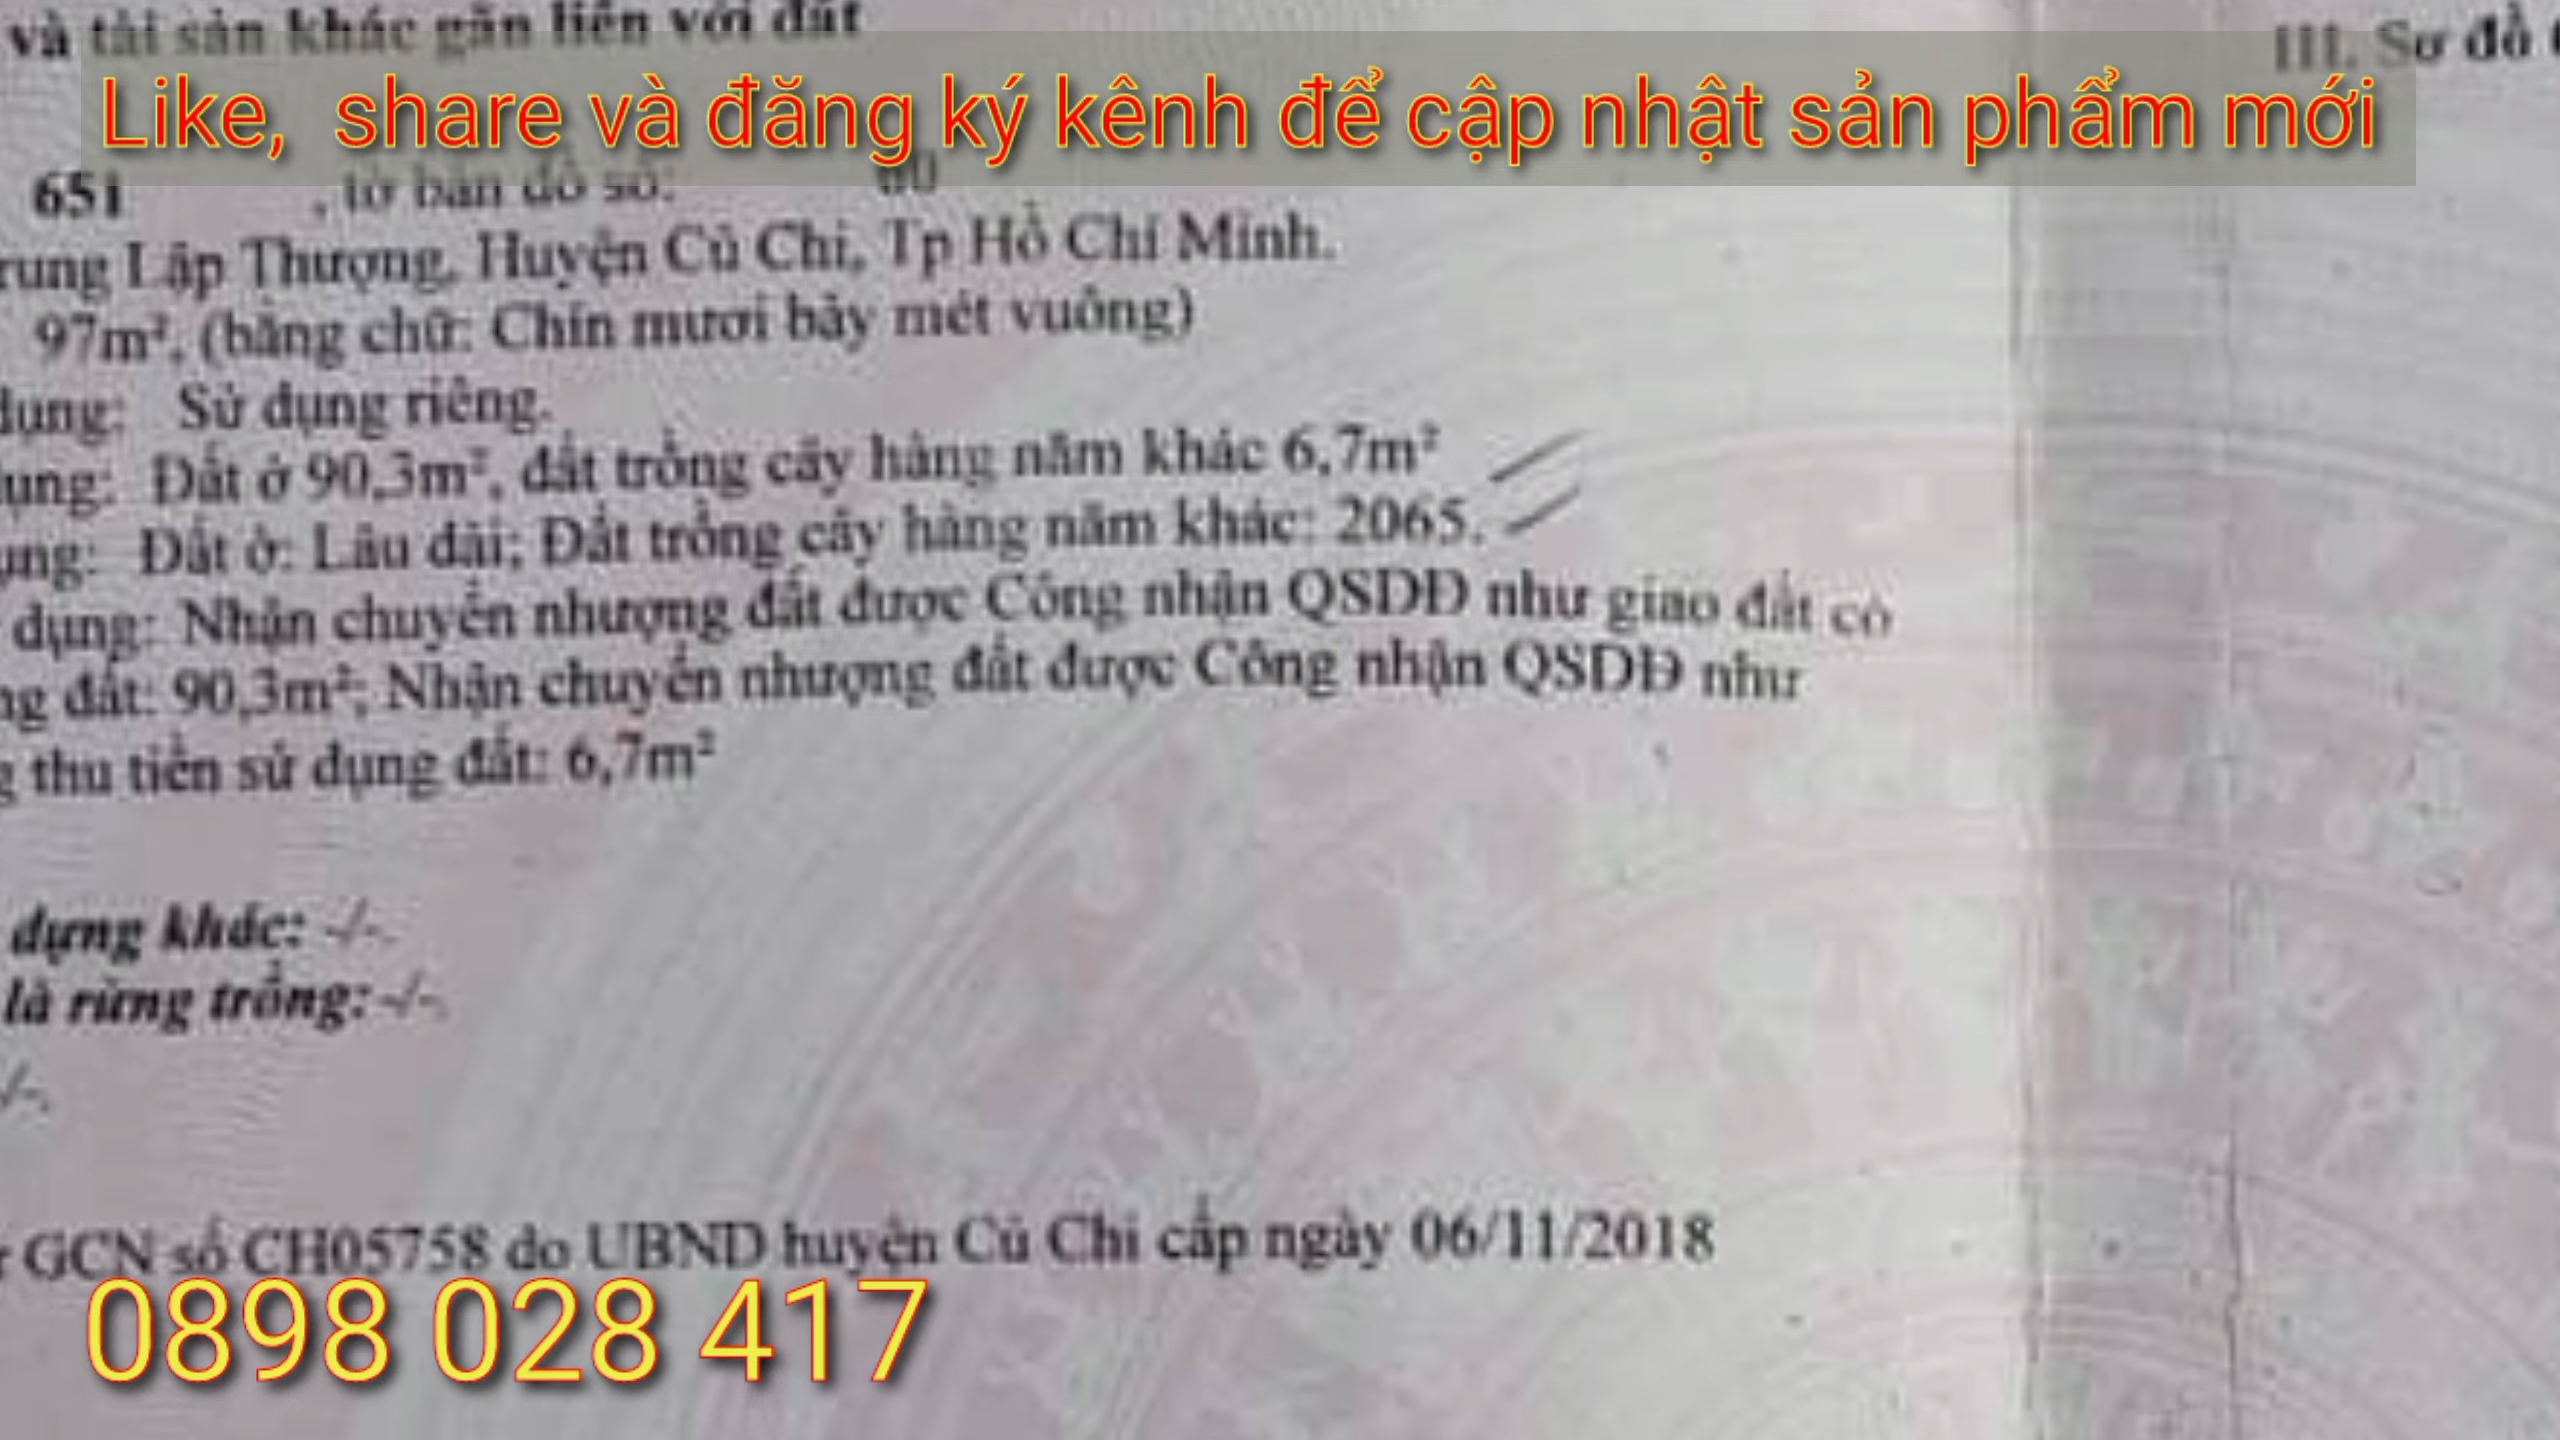 và tài sản khác gắn liền với đất
III. Sơ đồ
Like, share và đăng ký kênh để cập nhật sản phẩm mới
651 , tờ bản đồ số: 60
rung Lập Thượng, Huyện Củ Chi, Tp Hồ Chí Minh.
97m², (bằng chữ: Chín mươi bảy mét vuông)
dụng: Sử dụng riêng.
dụng: Đất ở 90,3m², đất trồng cây hàng năm khác 6,7m²
ụng: Đất ở: Lâu dài; Đất trồng cây hàng năm khác: 2065.
dụng: Nhận chuyển nhượng đất được Công nhận QSDĐ như giao đất có
ng đất: 90,3m²; Nhận chuyển nhượng đất được Công nhận QSDĐ như
g thu tiền sử dụng đất: 6,7m²
dựng khác: -/-.
là rừng trồng: -/-.
-/-.
GCN số CH05758 do UBND huyện Củ Chi cấp ngày 06/11/2018
0898 028 417